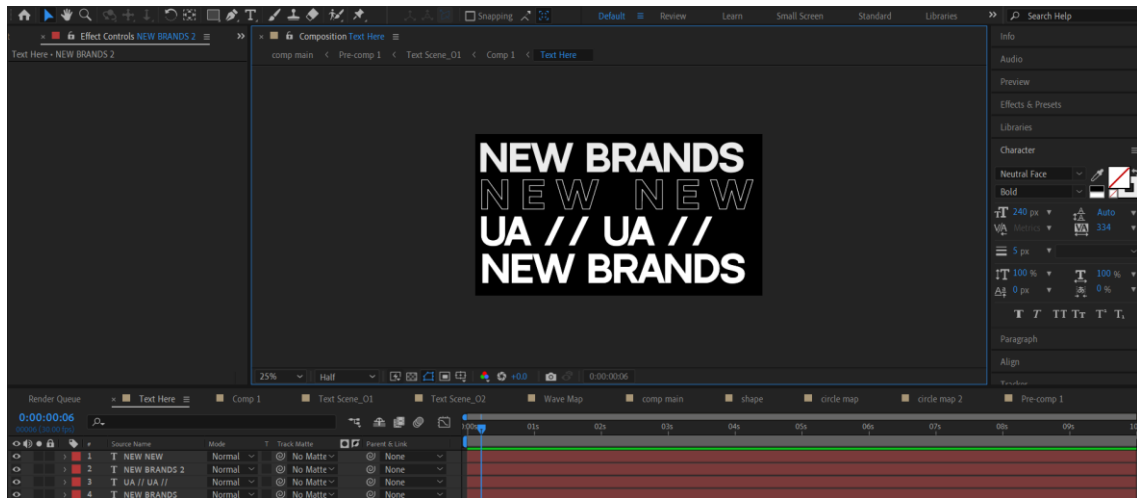 Snapping
Default
Review
Learn
Small Screen
Standard
Libraries
Search Help
Effect Controls NEW BRANDS 2
Text Here • NEW BRANDS 2
Composition Text Here
comp main < Pre-comp 1 < Text Scene_O1 < Comp 1 < Text Here
NEW BRANDS
NEW NEW
UA // UA //
NEW BRANDS
25%
Half
+0.0
0:00:00:06
Info
Audio
Preview
Effects & Presets
Libraries
Character
Neutral Face
Bold
240 px
Auto
Metrics
334
5 px
100 %
100 %
0 px
0 %
Paragraph
Align
Tracker
Render Queue
Text Here
Comp 1
Text Scene_O1
Text Scene_O2
Wave Map
comp main
shape
circle map
circle map 2
Pre-comp 1
0:00:00:06
00006 (30.00 fps)
01s 02s 03s 04s 05s 06s 07s 08s 09s
# Source Name Mode T Track Matte Parent & Link
1 T NEW NEW Normal No Matte None
2 T NEW BRANDS 2 Normal No Matte None
3 T UA // UA // Normal No Matte None
4 T NEW BRANDS Normal No Matte None